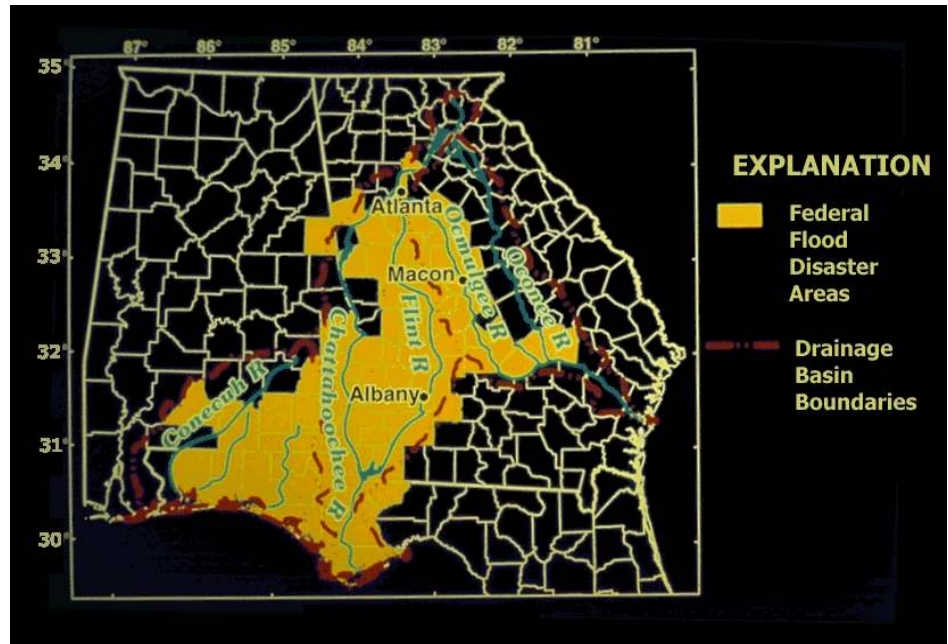 87° 86° 85° 84° 83° 82° 81°
35°
34°
33°
32°
31°
30°
Atlanta
Macon
Albany
Ocmulgee R
Oconee R
Flint R
Chattahoochee R
Conecuh R
EXPLANATION
Federal
Flood
Disaster
Areas
Drainage
Basin
Boundaries